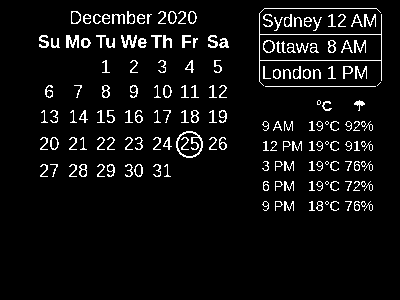 December 2020
Su Mo Tu We Th Fr Sa
1 2 3 4 5
6 7 8 9 10 11 12
13 14 15 16 17 18 19
20 21 22 23 24 25 26
27 28 29 30 31
Sydney 12 AM
Ottawa 8 AM
London 1 PM
°C ☂
9 AM 19°C 92%
12 PM 19°C 91%
3 PM 19°C 76%
6 PM 19°C 72%
9 PM 18°C 76%